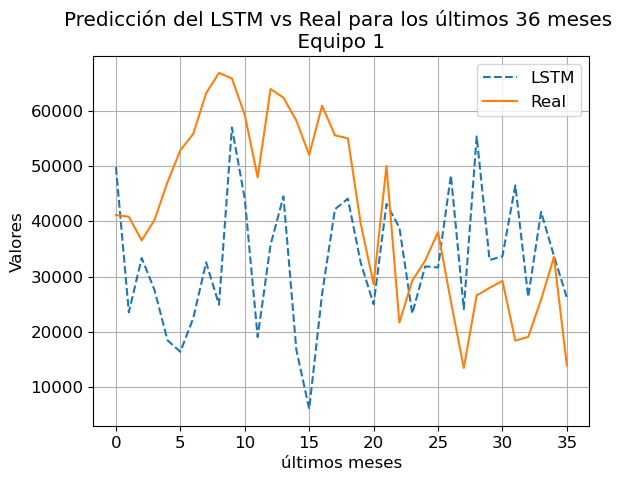 Predicción del LSTM vs Real para los últimos 36 meses
Equipo 1
LSTM
Real
Valores
60000
50000
40000
30000
20000
10000
0 5 10 15 20 25 30 35
últimos meses